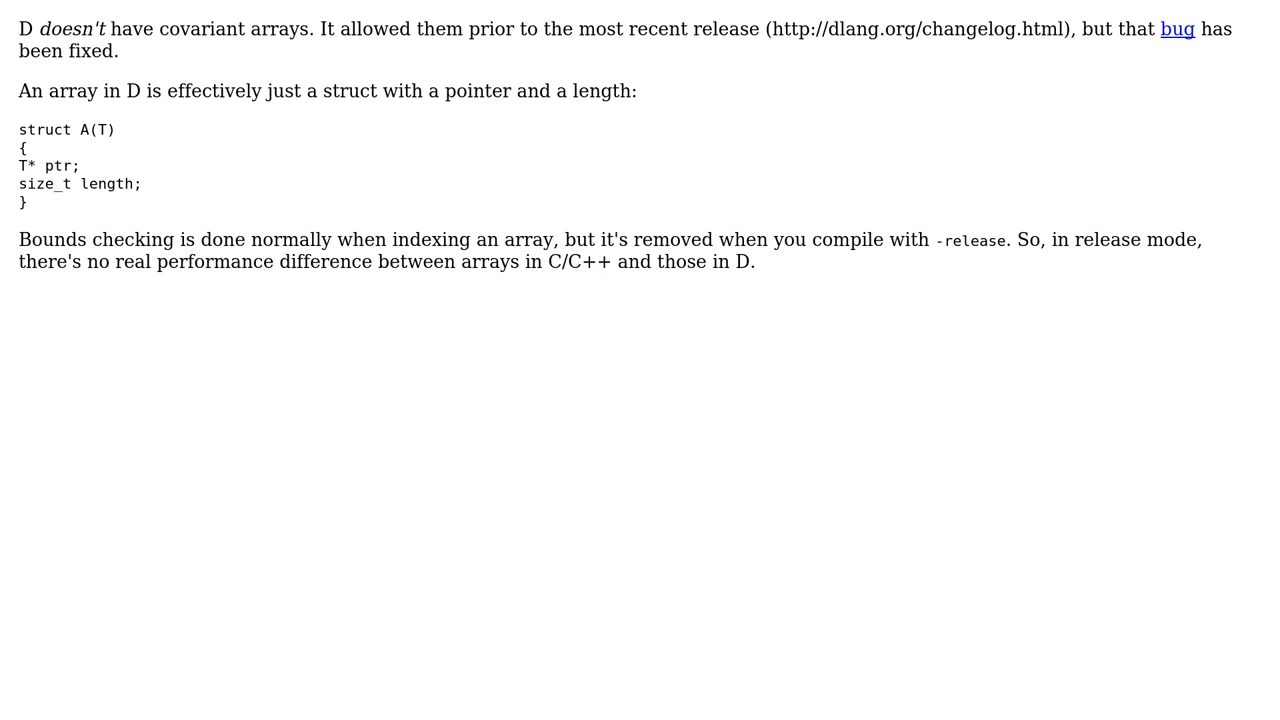 D doesn't have covariant arrays. It allowed them prior to the most recent release (http://dlang.org/changelog.html), but that bug has
been fixed.
An array in D is effectively just a struct with a pointer and a length:
struct A(T)
{
T* ptr;
size_t length;
}
Bounds checking is done normally when indexing an array, but it's removed when you compile with -release. So, in release mode,
there's no real performance difference between arrays in C/C++ and those in D.